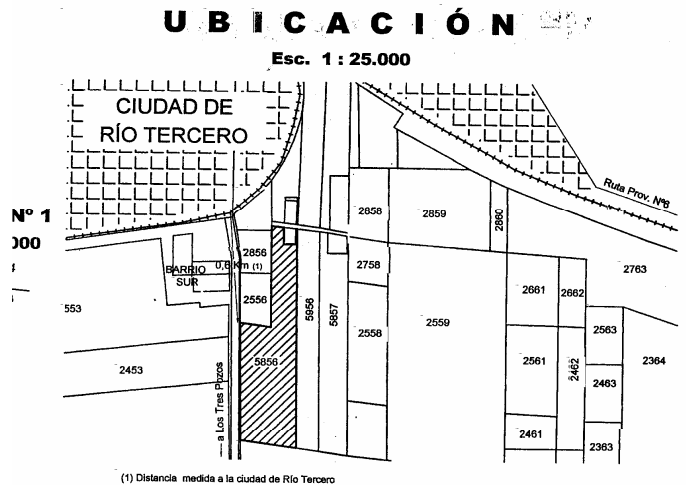 UBICACIÓN
Esc. 1 : 25.000
CIUDAD DE
RÍO TERCERO
Ruta Prov. Nº6
Nº 1
000
2858
2859
2860
2856
2758
2763
BARRIO
SUR
0,6 Km (1)
2556
553
5956
5857
2558
2559
2661
2662
2563
2561
2462
2364
2453
5856
2463
2461
2363
a Los Tres Pozos
(1) Distancia medida a la ciudad de Río Tercero